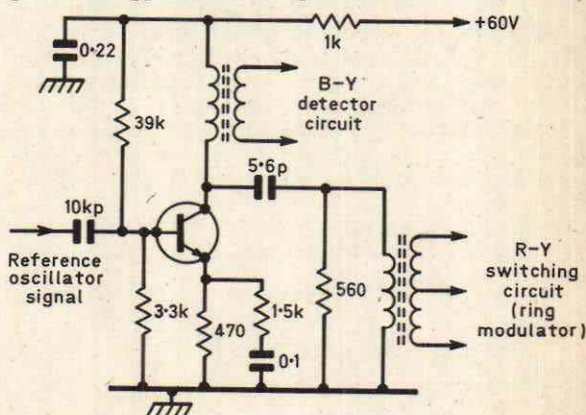 +60V
1k
0·22
B-Y
detector
circuit
39k
5·6p
10kp
Reference
oscillator
signal
3·3k
470
1·5k
0·1
560
R-Y
switching
circuit
(ring
modulator)